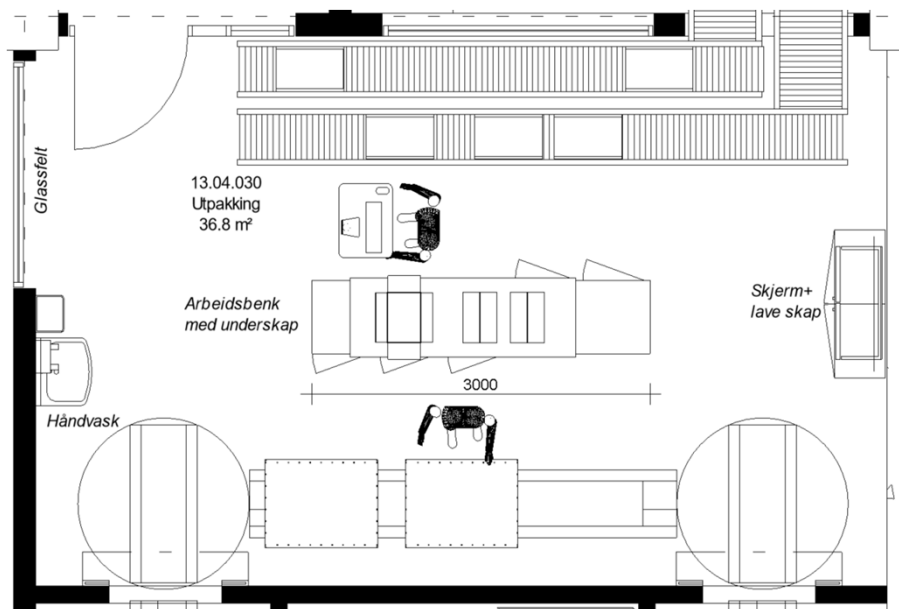 Glassfelt
13.04.030
Utpakking
36.8 m²
Arbeidsbenk
med underskap
Skjerm+
lave skap
3000
Håndvask